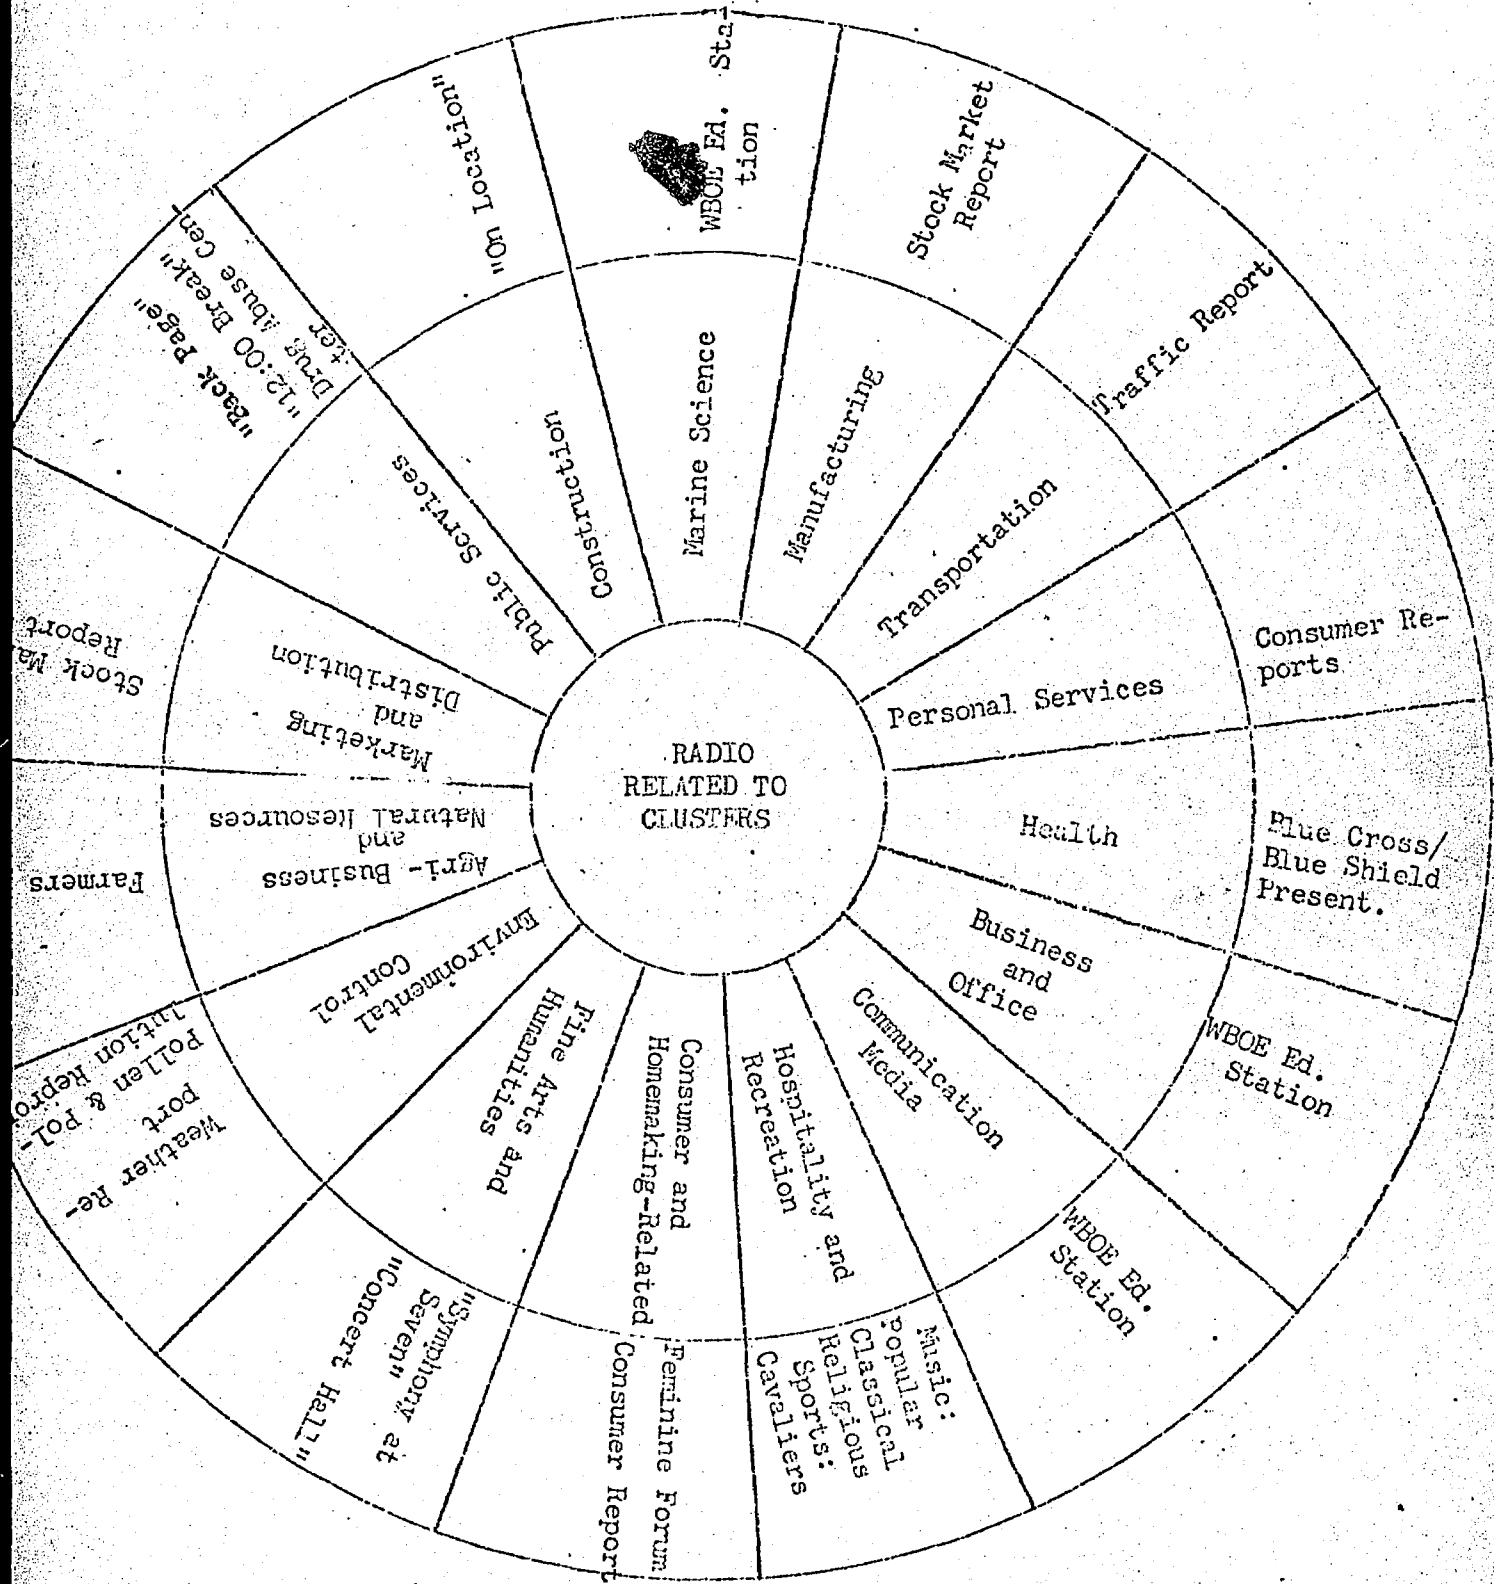 RADIO
RELATED TO
CLUSTERS
Marine Science
WBOE Ed. Sta-
tion
Manufacturing
Stock Market
Report
Transportation
Traffic Report
Personal Services
Consumer Re-
ports
Health
Blue Cross/
Blue Shield
Present.
Business
and
Office
WBOE Ed.
Station
Communication
Media
WBOE Ed.
Station
Hospitality and
Recreation
Music:
Popular
Classical
Religious
Sports:
Cavaliers
Consumer and
Homemaking-Related
Feminine Forum
Consumer Report
Fine Arts and
Humanities
"Symphony at
Seven"
"Concert Hall"
Environmental
Control
Weather Re-
port
Pollen & Pol-
lution
Agri- Business
and
Natural Resources
Farmers
Marketing
and
Distribution
Stock
Report
Public Services
"Back Page"
"12:00 Break"
Drug Abuse Cen-
ter
Construction
"On Location"